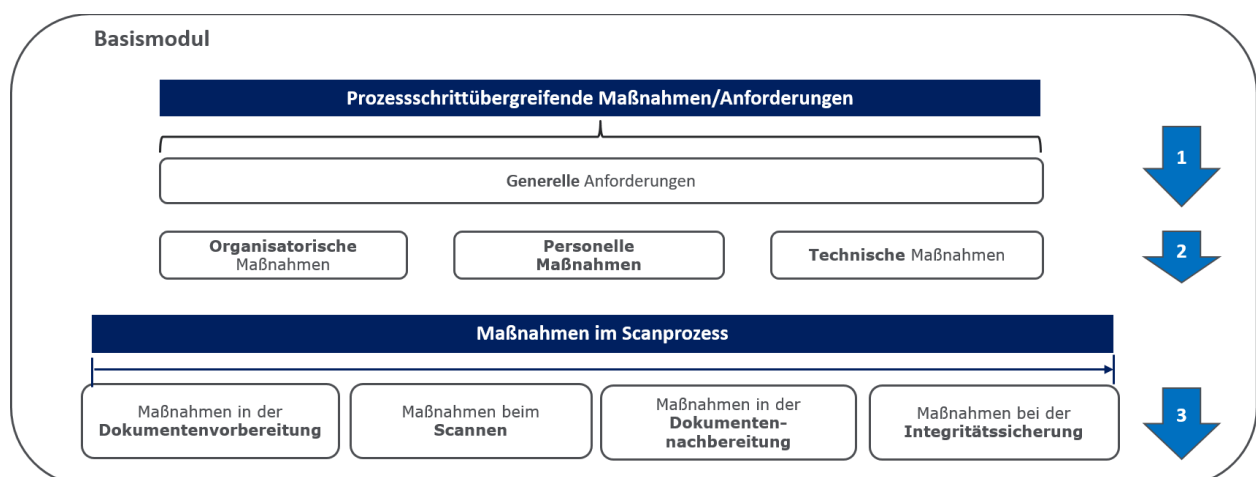 Basismodul
Prozessschrittübergreifende Maßnahmen/Anforderungen
1
Generelle Anforderungen
Organisatorische
Maßnahmen
Personelle
Maßnahmen
Technische Maßnahmen
2
Maßnahmen im Scanprozess
Maßnahmen in der
Dokumentenvorbereitung
Maßnahmen beim
Scannen
Maßnahmen in der
Dokumenten-
nachbereitung
Maßnahmen bei der
Integritätssicherung
3